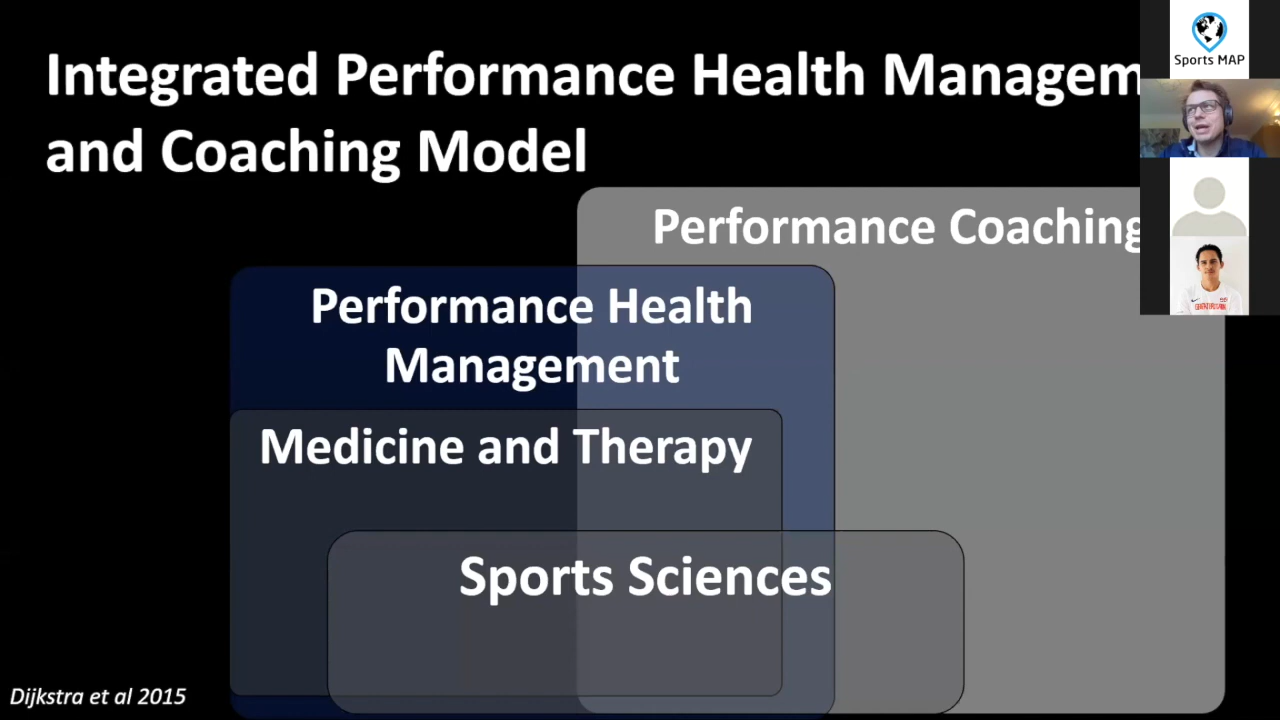 Integrated Performance Health Managem
and Coaching Model
Performance Coaching
Performance Health
Management
Medicine and Therapy
Sports Sciences
Dijkstra et al 2015
Sports MAP